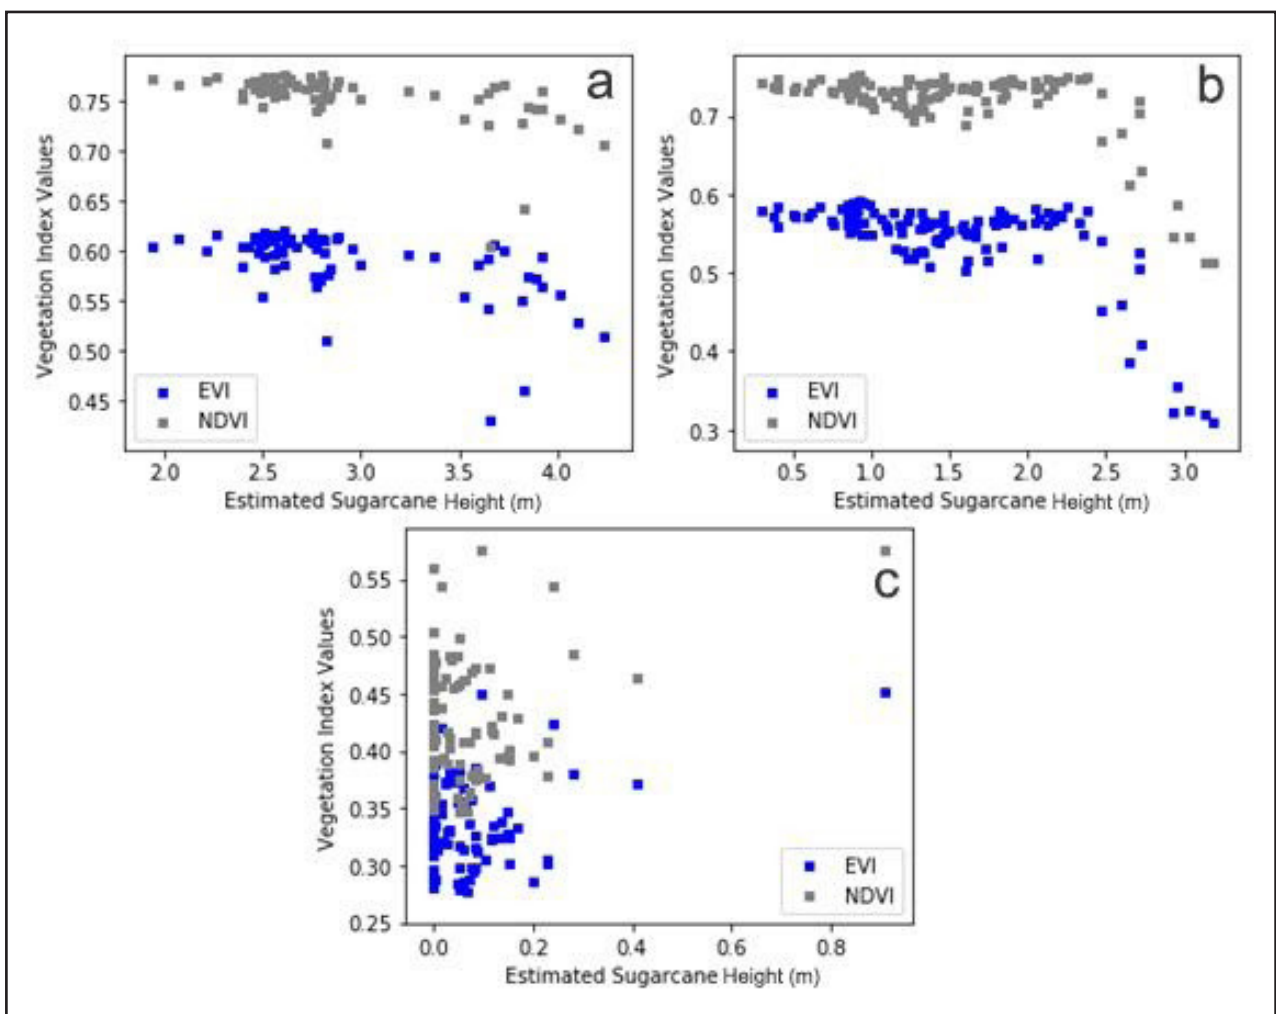 a
Vegetation Index Values
0.75
0.70
0.65
0.60
0.55
0.50
0.45
EVI
NDVI
2.0 2.5 3.0 3.5 4.0
Estimated Sugarcane Height (m)
b
Vegetation Index Values
0.7
0.6
0.5
0.4
0.3
EVI
NDVI
0.5 1.0 1.5 2.0 2.5 3.0
Estimated Sugarcane Height (m)
c
Vegetation Index Values
0.55
0.50
0.45
0.40
0.35
0.30
0.25
EVI
NDVI
0.0 0.2 0.4 0.6 0.8
Estimated Sugarcane Height (m)